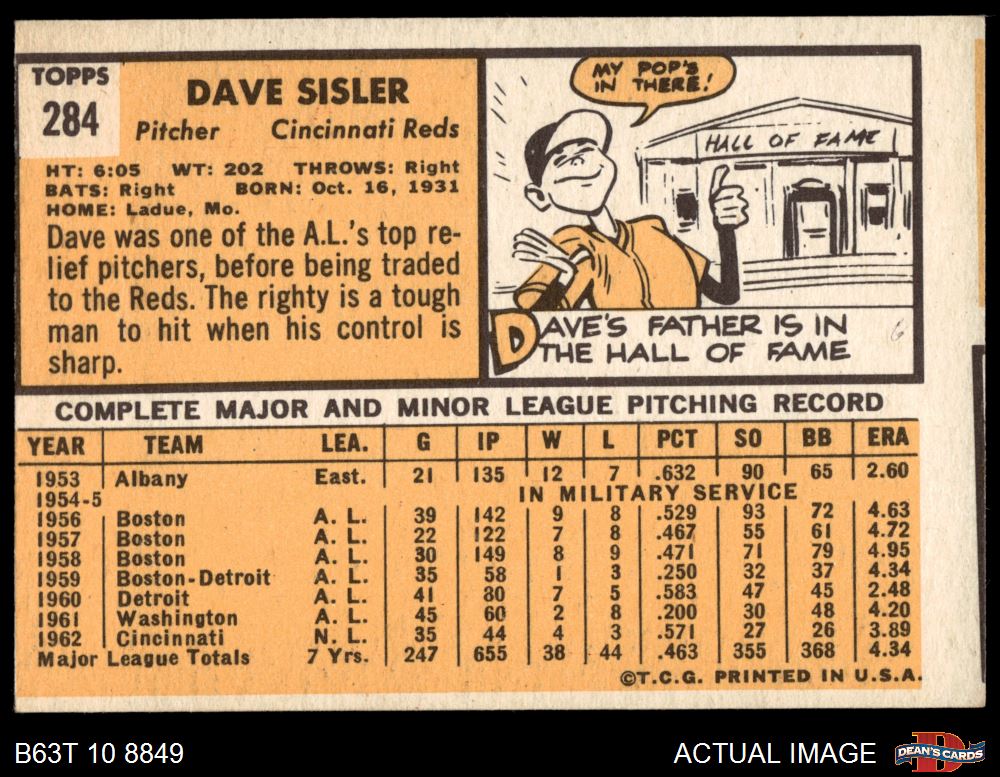 TOPPS
284
DAVE SISLER
Pitcher Cincinnati Reds
HT: 6:05 WT: 202 THROWS: Right
BATS: Right BORN: Oct. 16, 1931
HOME: Ladue, Mo.
Dave was one of the A.L.'s top re-
lief pitchers, before being traded
to the Reds. The righty is a tough
man to hit when his control is
sharp.
MY POP'S
IN THERE!
HALL OF FAME
DAVE'S FATHER IS IN
THE HALL OF FAME
6
COMPLETE MAJOR AND MINOR LEAGUE PITCHING RECORD
YEAR TEAM LEA. G IP W L PCT SO BB ERA
1953 Albany East. 21 135 12 7 .632 90 65 2.60
1954-5 IN MILITARY SERVICE
1956 Boston A. L. 39 142 9 8 .529 93 72 4.63
1957 Boston A. L. 22 122 7 8 .467 55 61 4.72
1958 Boston A. L. 30 149 8 9 .471 71 79 4.95
1959 Boston-Detroit A. L. 35 58 1 3 .250 32 37 4.34
1960 Detroit A. L. 41 80 7 5 .583 47 45 2.48
1961 Washington A. L. 45 60 2 8 .200 30 48 4.20
1962 Cincinnati N. L. 35 44 4 3 .571 27 26 3.89
Major League Totals 7 Yrs. 247 655 38 44 .463 355 368 4.34
©T.C.G. PRINTED IN U.S.A.
B63T 10 8849
ACTUAL IMAGE
DEAN'S CARDS